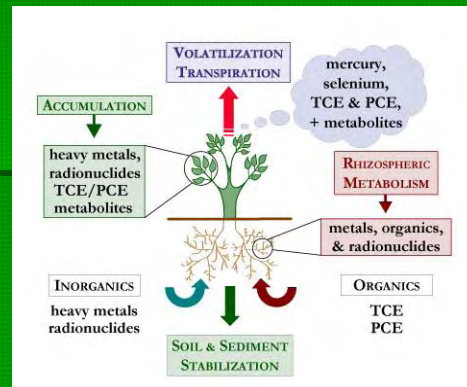 VOLATILIZATION
TRANSPIRATION
mercury,
selenium,
TCE & PCE,
+ metabolites
ACCUMULATION
heavy metals,
radionuclides
TCE/PCE
metabolites
RHIZOSPHERIC
METABOLISM
metals, organics,
& radionuclides
INORGANICS
heavy metals
radionuclides
ORGANICS
TCE
PCE
SOIL & SEDIMENT
STABILIZATION